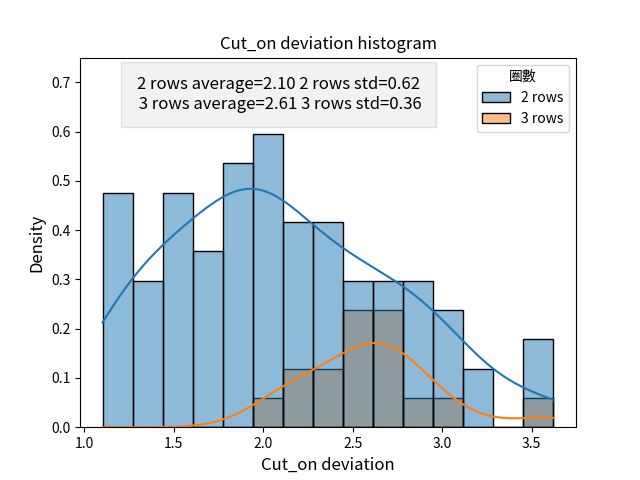 Cut_on deviation histogram
2 rows average=2.10 2 rows std=0.62
3 rows average=2.61 3 rows std=0.36
圈數
2 rows
3 rows
Density
0.7
0.6
0.5
0.4
0.3
0.2
0.1
0.0
1.0 1.5 2.0 2.5 3.0 3.5
Cut_on deviation